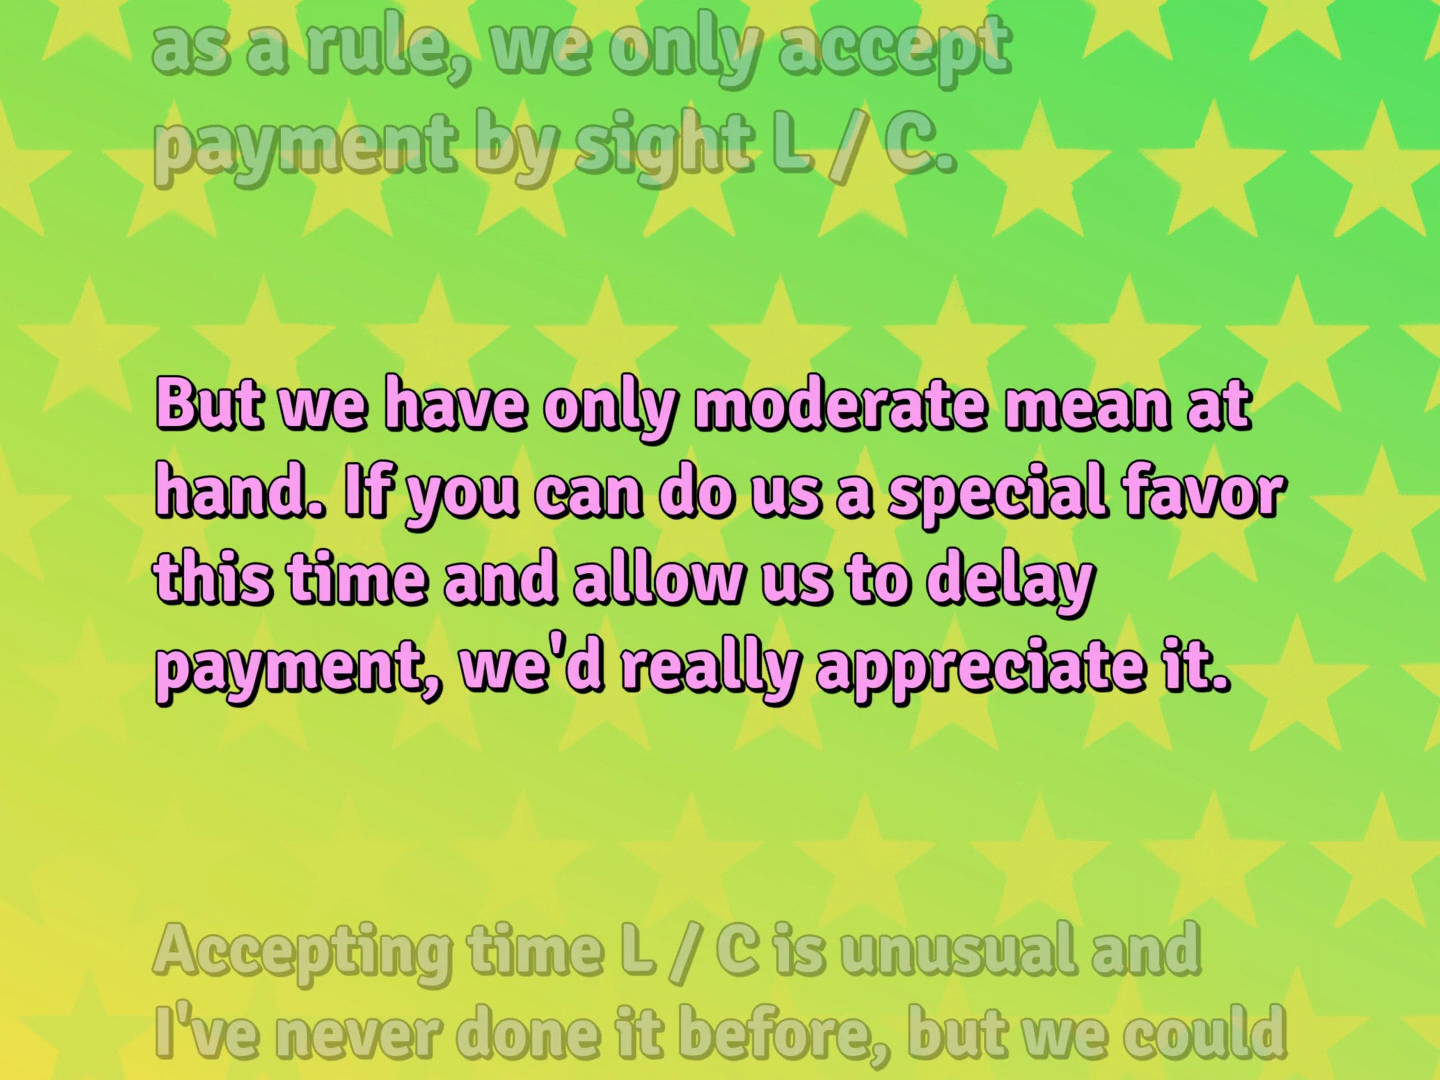 as a rule, we only accept
payment by sight L / C.
But we have only moderate mean at
hand. If you can do us a special favor
this time and allow us to delay
payment, we'd really appreciate it.
Accepting time L / C is unusual and
I've never done it before, but we could